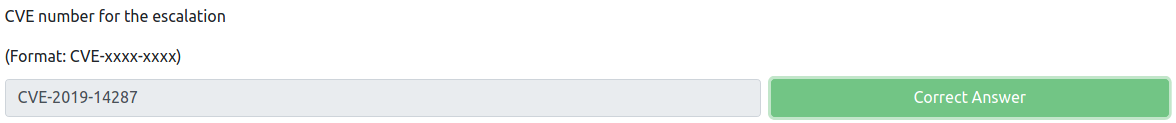 CVE number for the escalation
(Format: CVE-xxxx-xxxx)
CVE-2019-14287
Correct Answer